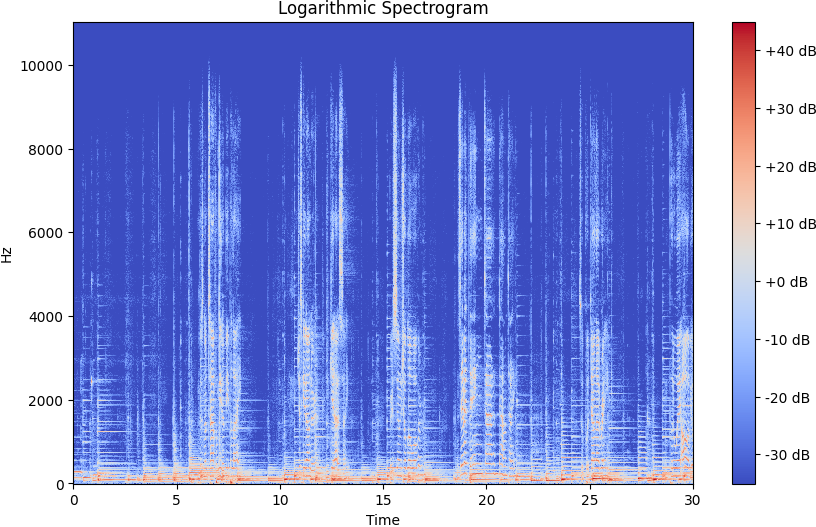 Logarithmic Spectrogram
10000
8000
6000
4000
2000
0
Hz
0 5 10 15 20 25 30
Time
+40 dB
+30 dB
+20 dB
+10 dB
+0 dB
-10 dB
-20 dB
-30 dB